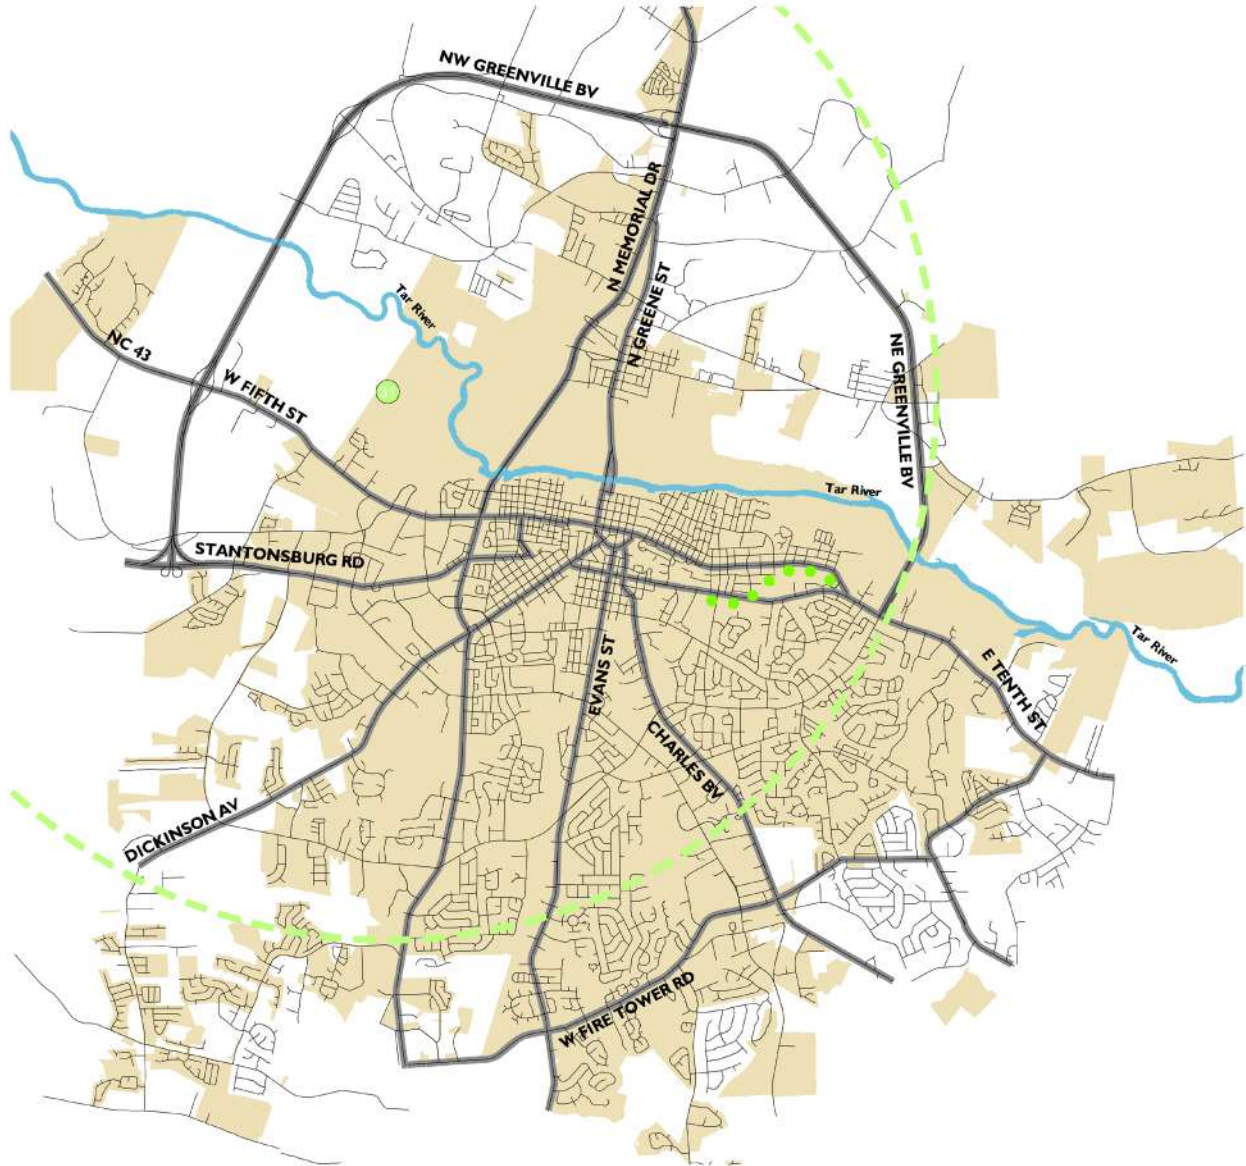 NW GREENVILLE BV
N MEMORIAL DR
N GREENE ST
Tar River
NC 43
W FIFTH ST
NE GREENVILLE BV
Tar River
STANTONSBURG RD
Tar River
E TENTH ST
EVANS ST
CHARLES BV
DICKINSON AV
W FIRE TOWER RD